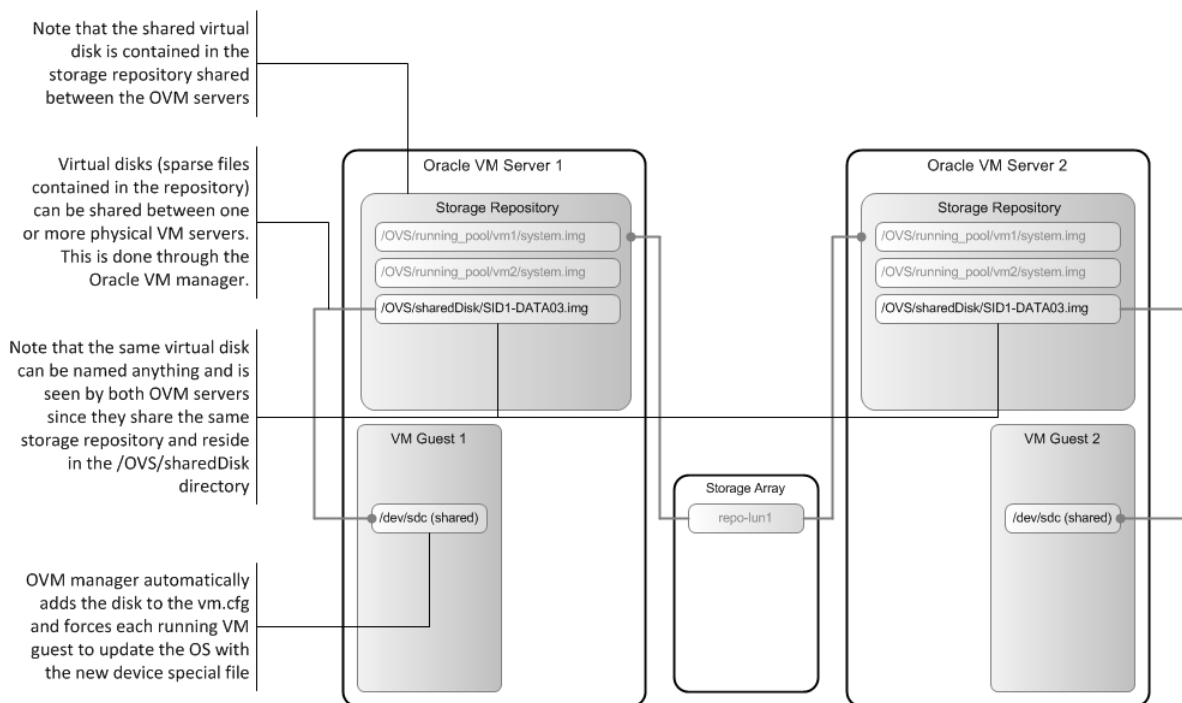 Note that the shared virtual
disk is contained in the
storage repository shared
between the OVM servers
Virtual disks (sparse files
contained in the repository)
can be shared between one
or more physical VM servers.
This is done through the
Oracle VM manager.
Note that the same virtual disk
can be named anything and is
seen by both OVM servers
since they share the same
storage repository and reside
in the /OVS/sharedDisk
directory
OVM manager automatically
adds the disk to the vm.cfg
and forces each running VM
guest to update the OS with
the new device special file
Oracle VM Server 1
Storage Repository
/OVS/running_pool/vm1/system.img
/OVS/running_pool/vm2/system.img
/OVS/sharedDisk/SID1-DATA03.img
VM Guest 1
/dev/sdc (shared)
Storage Array
repo-lun1
Oracle VM Server 2
Storage Repository
/OVS/running_pool/vm1/system.img
/OVS/running_pool/vm2/system.img
/OVS/sharedDisk/SID1-DATA03.img
VM Guest 2
/dev/sdc (shared)